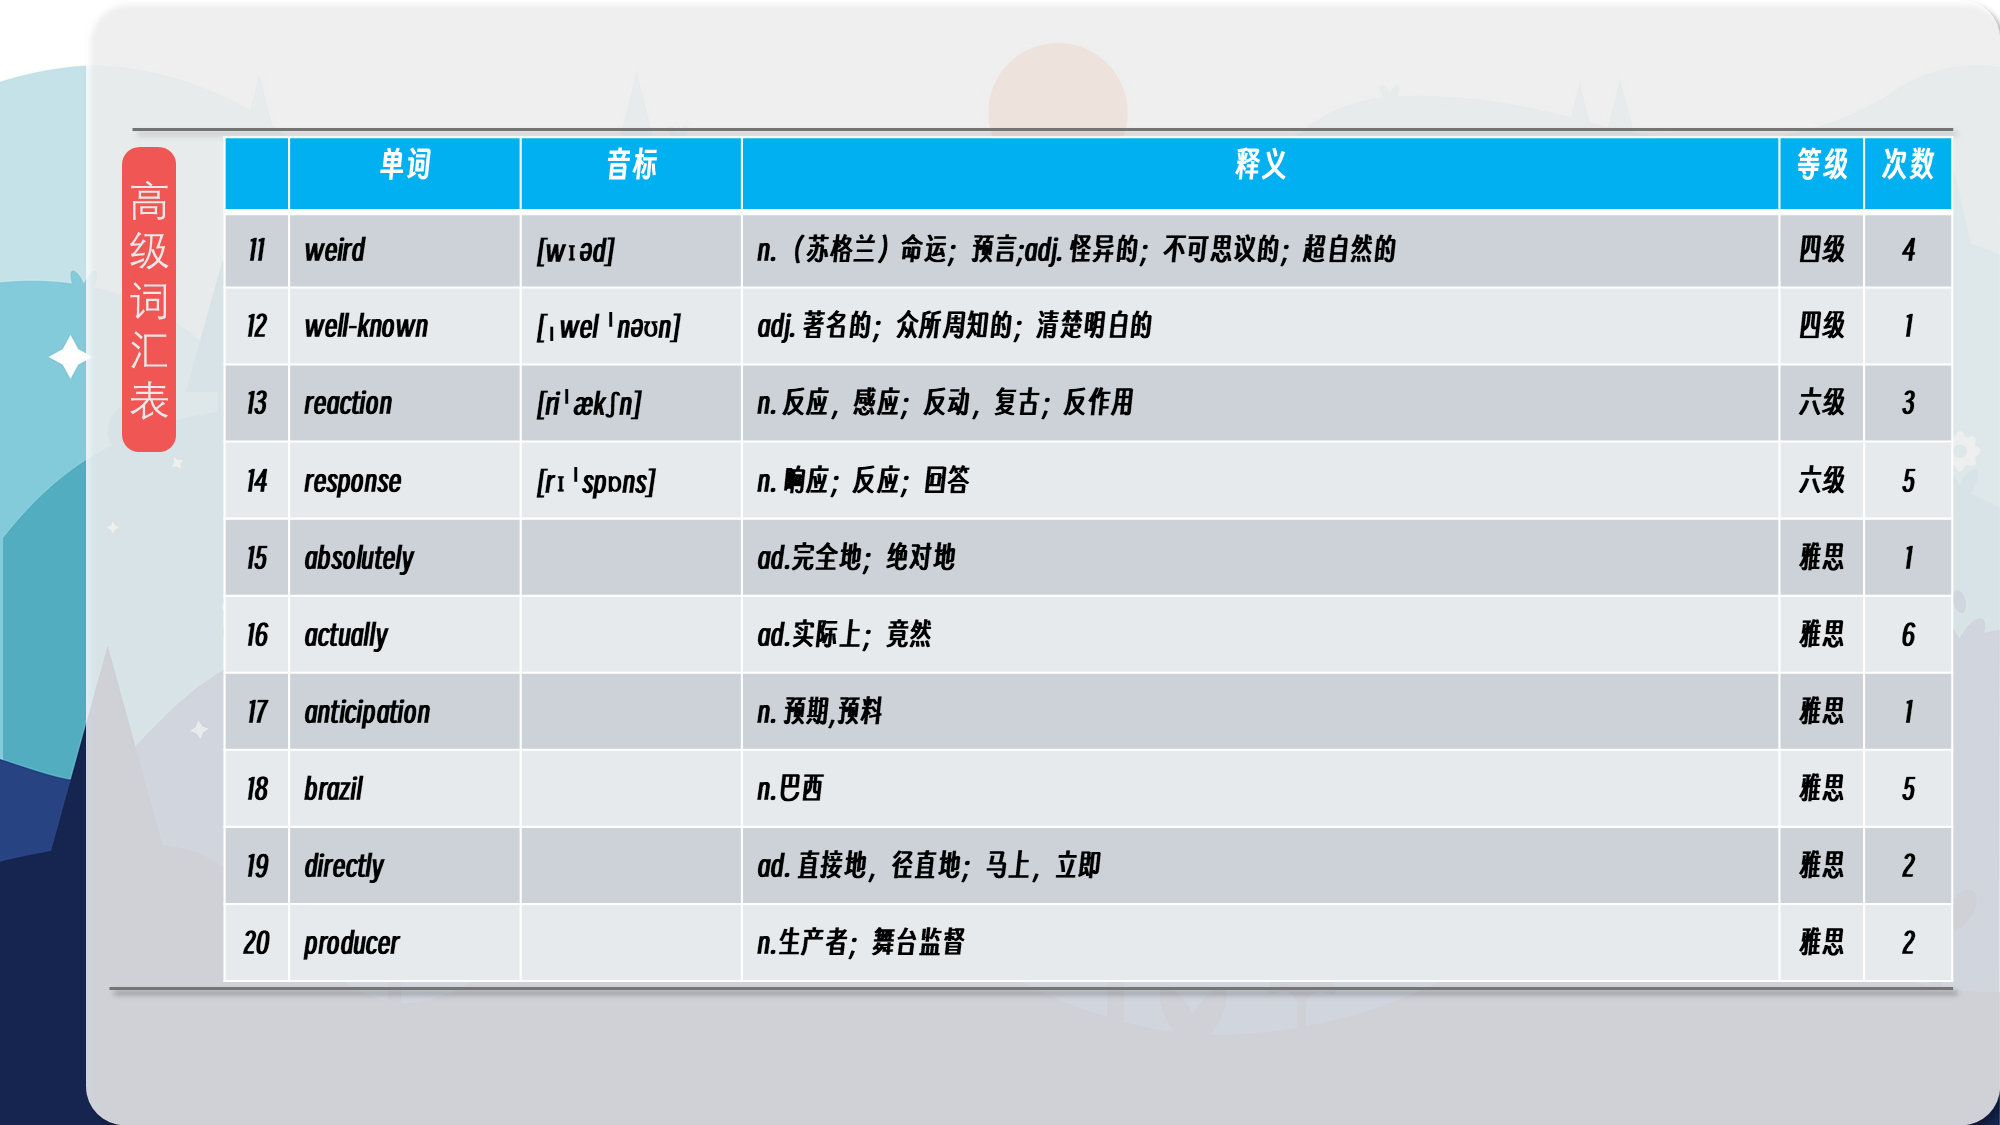 高级词汇表
单词 音标 释义 等级 次数
11 weird [wɪəd] n.（苏格兰）命运；预言;adj. 怪异的；不可思议的；超自然的 四级 4
12 well-known [ˌwelˈnəʊn] adj. 著名的；众所周知的；清楚明白的 四级 1
13 reaction [riˈækʃn] n. 反应，感应；反动，复古；反作用 六级 3
14 response [rɪˈspɒns] n. 响应；反应；回答 六级 5
15 absolutely ad.完全地；绝对地 雅思 1
16 actually ad.实际上；竟然 雅思 6
17 anticipation n. 预期,预料 雅思 1
18 brazil n.巴西 雅思 5
19 directly ad. 直接地，径直地；马上，立即 雅思 2
20 producer n.生产者；舞台监督 雅思 2